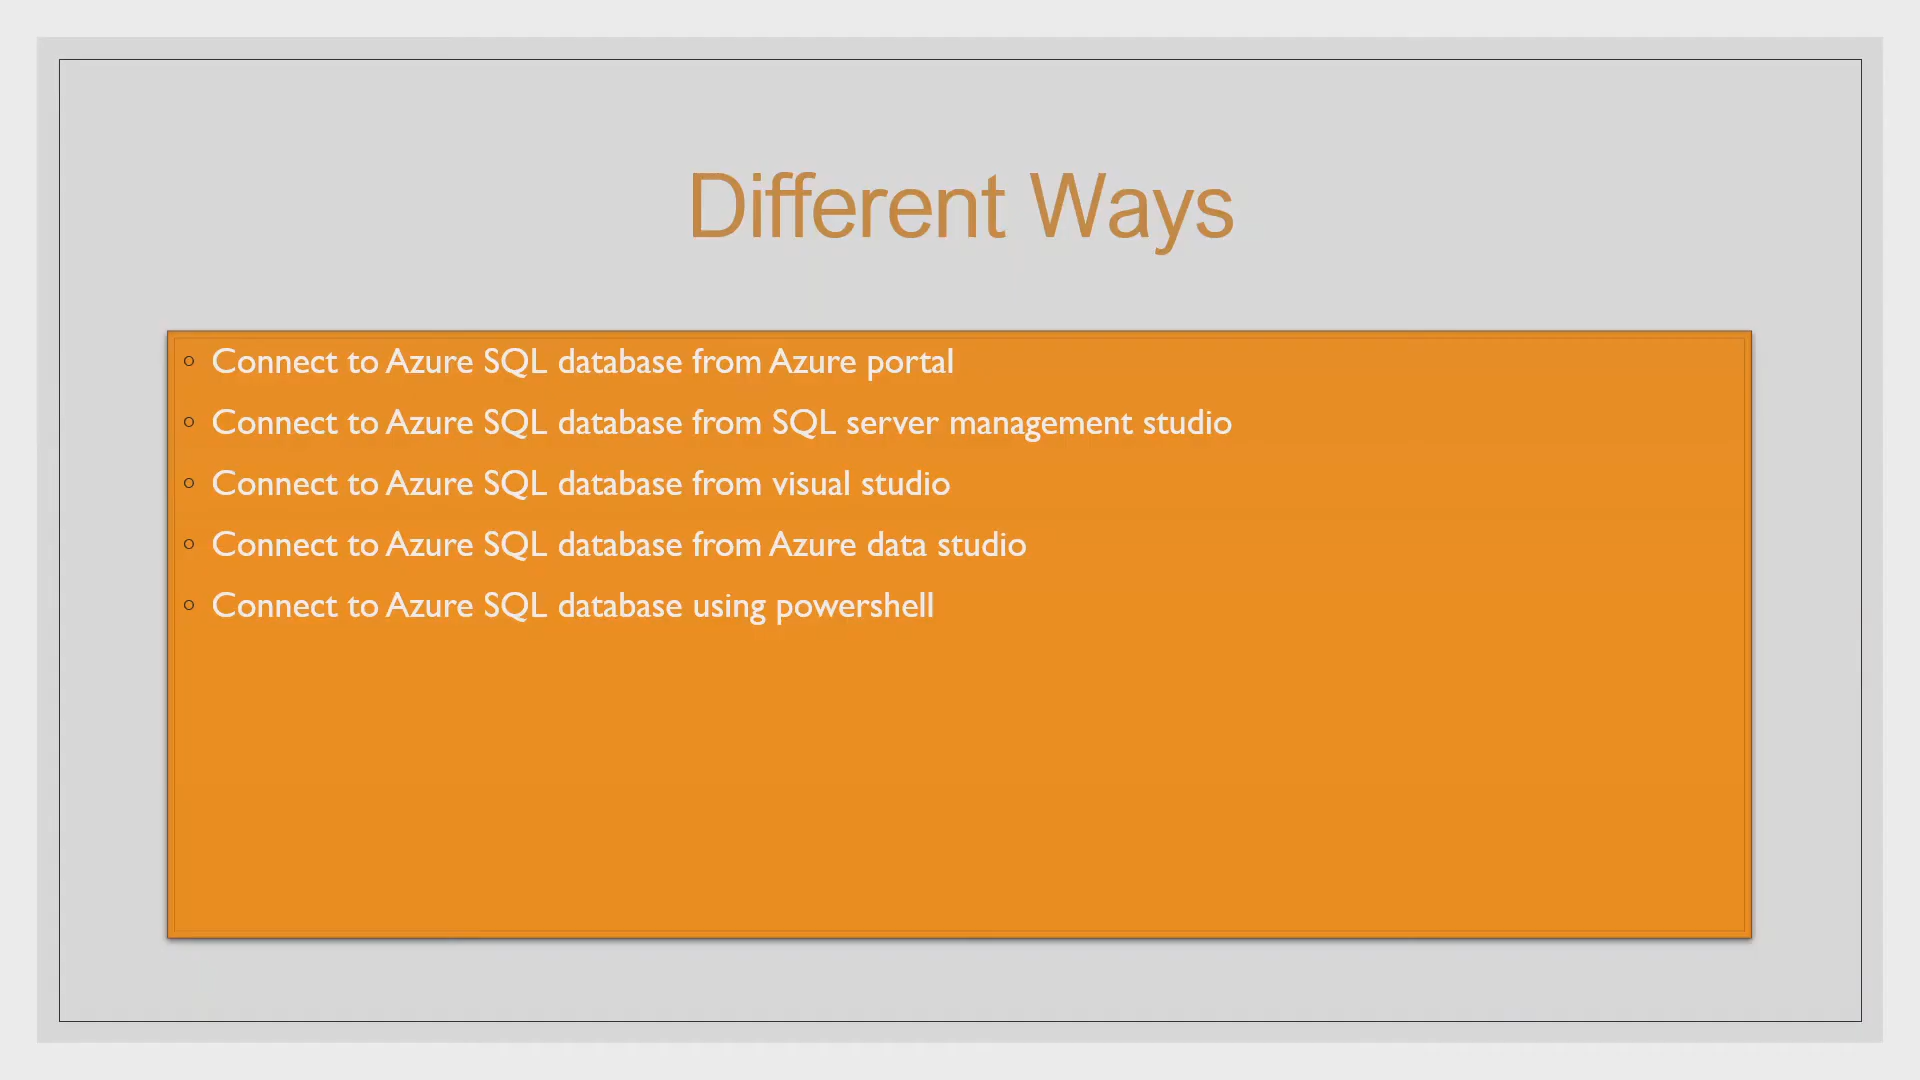 Different Ways
Connect to Azure SQL database from Azure portal
Connect to Azure SQL database from SQL server management studio
Connect to Azure SQL database from visual studio
Connect to Azure SQL database from Azure data studio
Connect to Azure SQL database using powershell